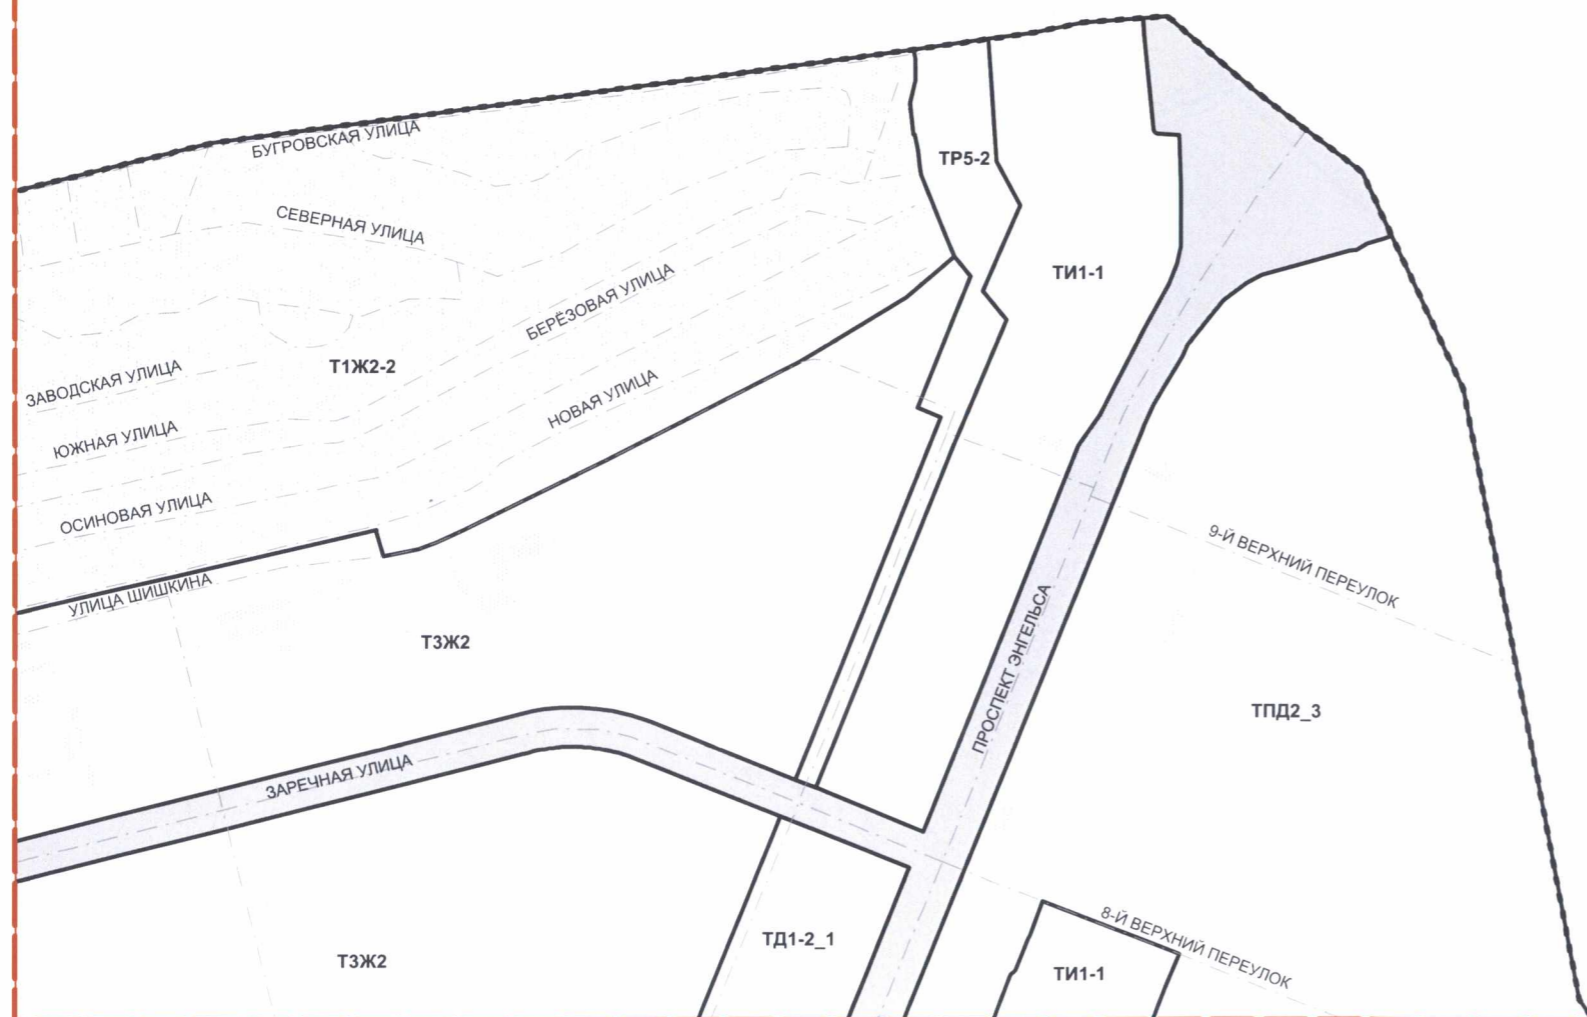 БУГРОВСКАЯ УЛИЦА
ТР5-2
СЕВЕРНАЯ УЛИЦА
ТИ1-1
БЕРЁЗОВАЯ УЛИЦА
Т1Ж2-2
ЗАВОДСКАЯ УЛИЦА
НОВАЯ УЛИЦА
ЮЖНАЯ УЛИЦА
ОСИНОВАЯ УЛИЦА
9-Й ВЕРХНИЙ ПЕРЕУЛОК
УЛИЦА ШИШКИНА
Т3Ж2
ПРОСПЕКТ ЭНГЕЛЬСА
ТПД2_3
ЗАРЕЧНАЯ УЛИЦА
ТД1-2_1
8-Й ВЕРХНИЙ ПЕРЕУЛОК
Т3Ж2
ТИ1-1